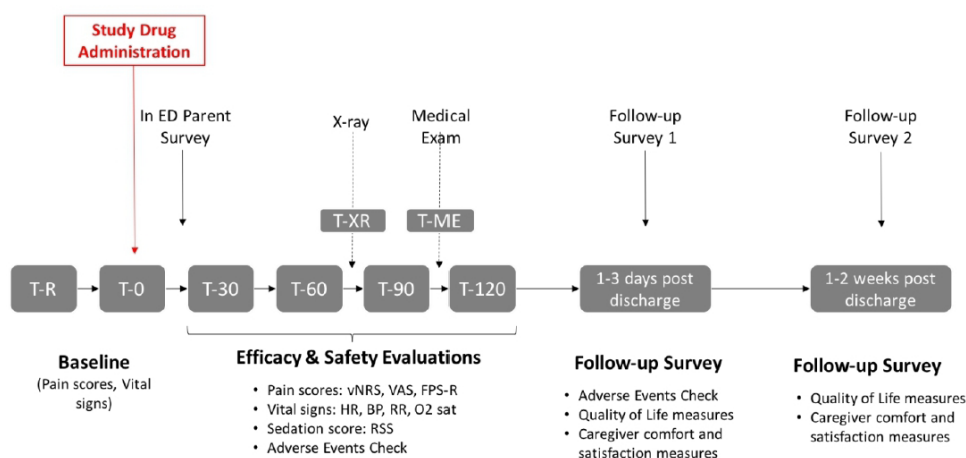 Study Drug
Administration
In ED Parent
Survey
X-ray
Medical
Exam
Follow-up
Survey 1
Follow-up
Survey 2
T-XR
T-ME
T-R
T-0
T-30
T-60
T-90
T-120
1-3 days post
discharge
1-2 weeks post
discharge
Baseline
(Pain scores, Vital
signs)
Efficacy & Safety Evaluations
• Pain scores: vNRS, VAS, FPS-R
• Vital signs: HR, BP, RR, O2 sat
• Sedation score: RSS
• Adverse Events Check
Follow-up Survey
• Adverse Events Check
• Quality of Life measures
• Caregiver comfort and
satisfaction measures
Follow-up Survey
• Quality of Life measures
• Caregiver comfort and
satisfaction measures